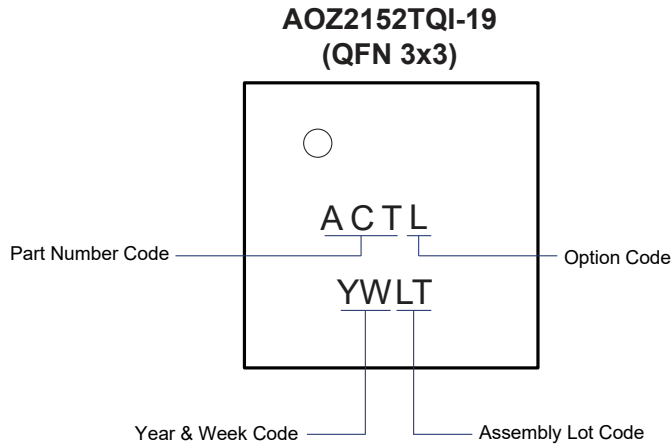 AOZ2152TQI-19
(QFN 3x3)
ACTL
Part Number Code
Option Code
YWLT
Year & Week Code
Assembly Lot Code